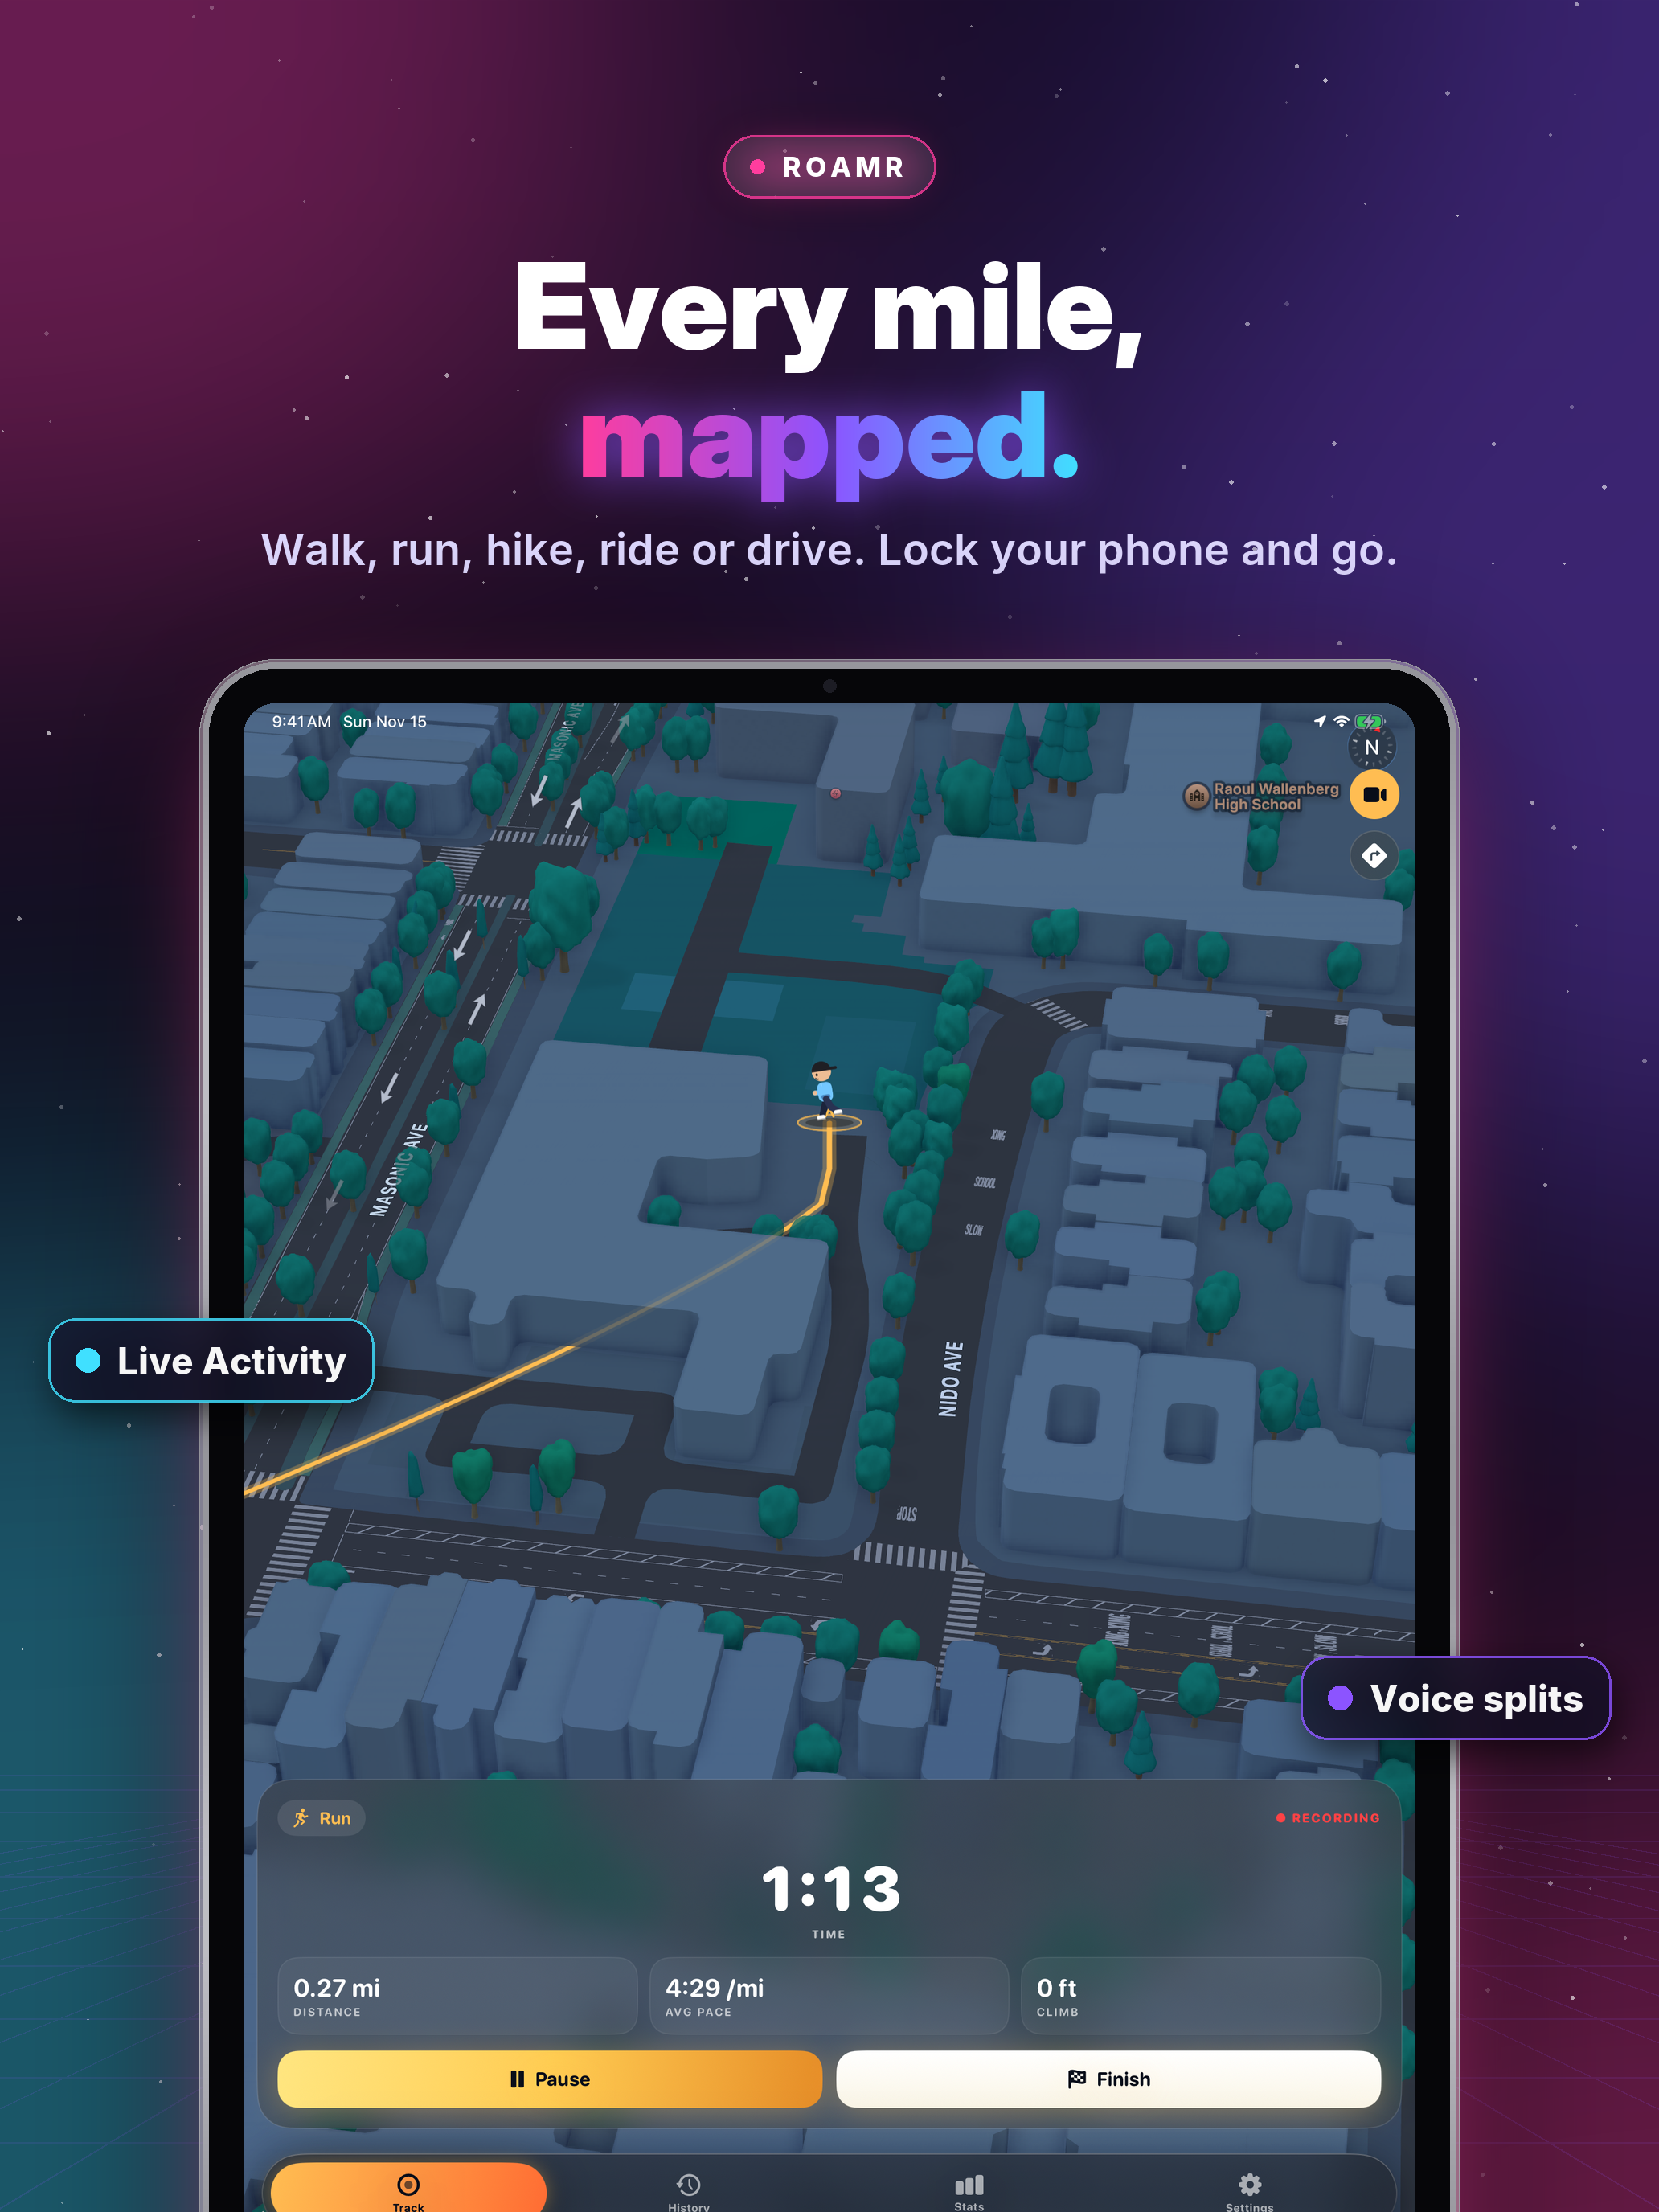 ROAMR
Every mile,
mapped.
Walk, run, hike, ride or drive. Lock your phone and go.
9:41 AM Sun Nov 15
N
MASONIC AVE
Raoul Wallenberg
High School
MASONIC AVE
XING
SCHOOL
SLOW
Live Activity
NIDO AVE
STOP
Voice splits
Run
RECORDING
1:13
TIME
0.27 mi
DISTANCE
4:29 /mi
AVG PACE
0 ft
CLIMB
Pause
Finish
Track
History
Stats
Settings